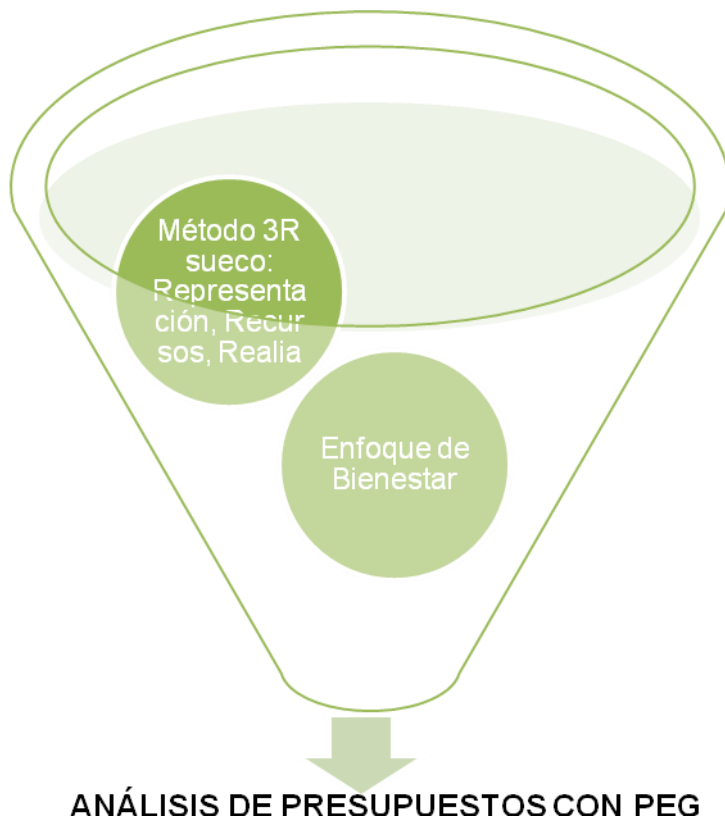 Método 3R
sueco:
Representa
ción, Recur
sos, Realia
Enfoque de
Bienestar
ANÁLISIS DE PRESUPUESTOS CON PEG